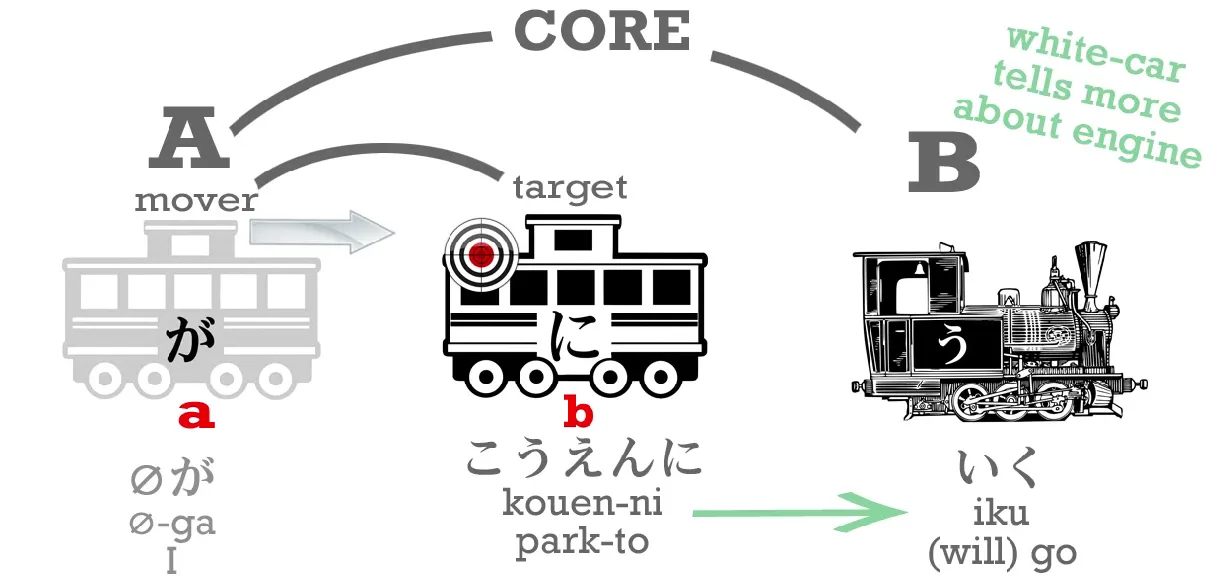 CORE
white-car
tells more
about engine
A
B
mover
target
が
に
う
a
b
∅が
∅-ga
I
こうえんに
kouen-ni
park-to
いく
iku
(will) go